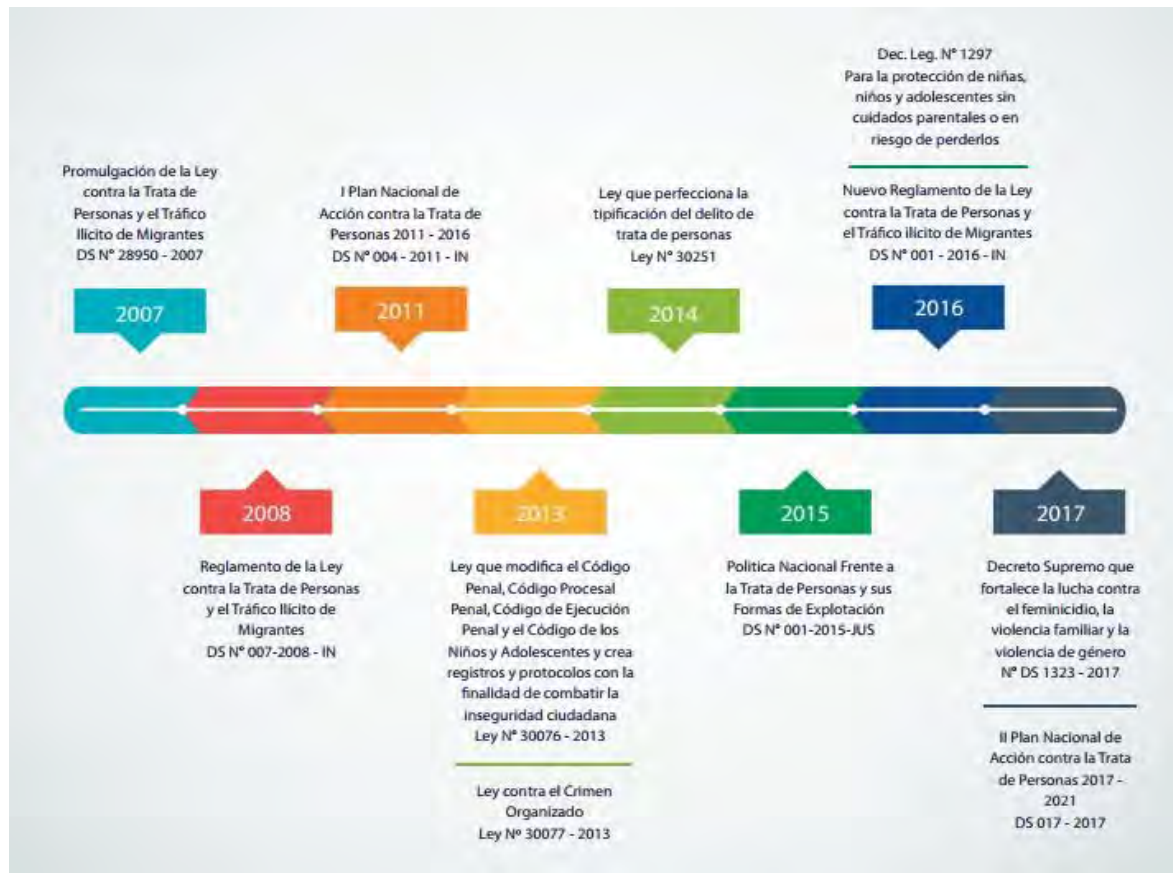 Promulgación de la Ley
contra la Trata de
Personas y el Tráfico
Ilícito de Migrantes
DS N° 28950 - 2007
2007
Reglamento de la Ley
contra la Trata de Personas
y el Tráfico Ilícito de
Migrantes
DS N° 007-2008 - IN
2008
I Plan Nacional de
Acción contra la Trata de
Personas 2011 - 2016
DS N° 004 - 2011 - IN
2011
2013
Ley que modifica el Código
Penal, Código Procesal
Penal, Código de Ejecución
Penal y el Código de los
Niños y Adolescentes y crea
registros y protocolos con la
finalidad de combatir la
inseguridad ciudadana
Ley N° 30076 - 2013
Ley contra el Crimen
Organizado
Ley Nº 30077 - 2013
Ley que perfecciona la
tipificación del delito de
trata de personas
Ley N° 30251
2014
2015
Politica Nacional Frente a
la Trata de Personas y sus
Formas de Explotación
DS N° 001-2015-JUS
Dec. Leg. N° 1297
Para la protección de niñas,
niños y adolescentes sin
cuidados parentales o en
riesgo de perderlos
Nuevo Reglamento de la Ley
contra la Trata de Personas y
el Tráfico ilícito de Migrantes
DS N° 001 - 2016 - IN
2016
2017
Decreto Supremo que
fortalece la lucha contra
el feminicidio, la
violencia familiar y la
violencia de género
N° DS 1323 - 2017
II Plan Nacional de
Acción contra la Trata
de Personas 2017 -
2021
DS 017 - 2017